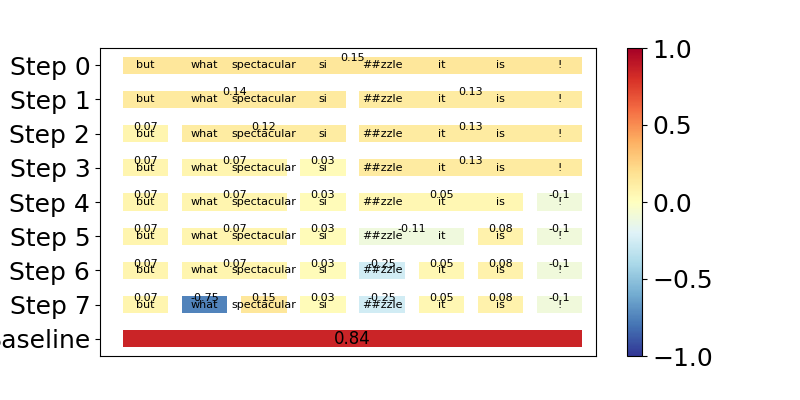 Step 0 0.15
but what spectacular si ##zzle it is !
Step 1 0.14 0.13
but what spectacular si ##zzle it is !
Step 2 0.07 0.12 0.13
but what spectacular si ##zzle it is !
Step 3 0.07 0.07 0.03 0.13
but what spectacular si ##zzle it is !
Step 4 0.07 0.07 0.03 0.05 -0.1
but what spectacular si ##zzle it is !
Step 5 0.07 0.07 0.03 -0.11 0.08 -0.1
but what spectacular si ##zzle it is !
Step 6 0.07 0.07 0.03 -0.25 0.05 0.08 -0.1
but what spectacular si ##zzle it is !
Step 7 0.07 -0.75 0.15 0.03 -0.25 0.05 0.08 -0.1
but what spectacular si ##zzle it is !
aseline 0.84
1.0
0.5
0.0
−0.5
−1.0